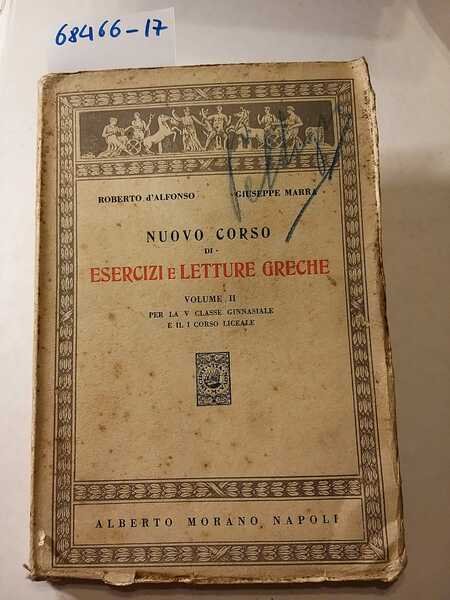 68466-17
ROBERTO d'ALFONSO GIUSEPPE MARRA
NUOVO CORSO
DI
ESERCIZI E LETTURE GRECHE
VOLUME II
PER LA V CLASSE GINNASIALE
E IL I CORSO LICEALE
ALBERTO MORANO NAPOLI